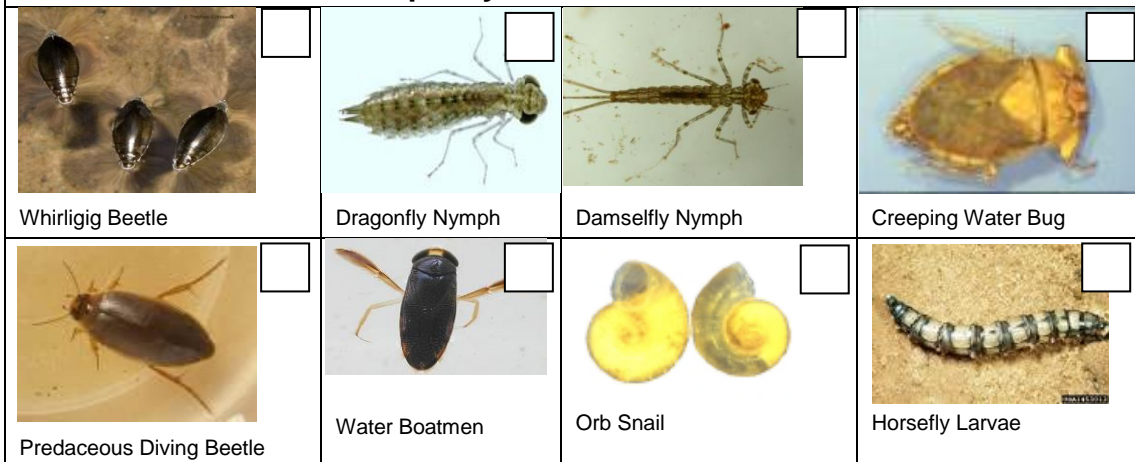 Whirligig Beetle
Dragonfly Nymph
Damselfly Nymph
Creeping Water Bug
Predaceous Diving Beetle
Water Boatmen
Orb Snail
Horsefly Larvae